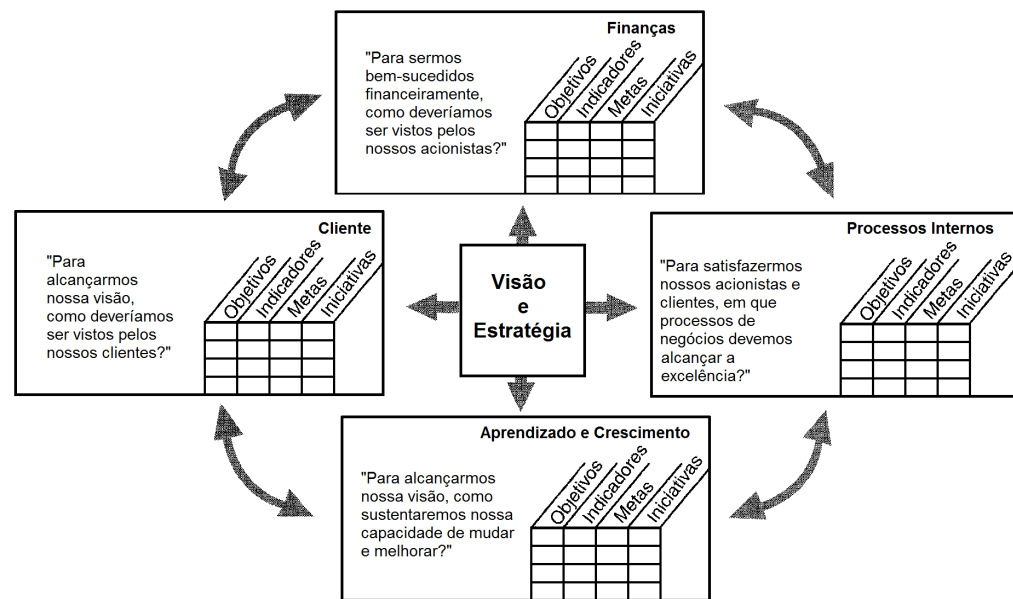 Finanças
"Para sermos
bem-sucedidos
financeiramente,
como deveríamos
ser vistos pelos
nossos acionistas?"
Objetivos
Indicadores
Metas
Iniciativas
Cliente
"Para
alcançarmos
nossa visão,
como deveríamos
ser vistos pelos
nossos clientes?"
Objetivos
Indicadores
Metas
Iniciativas
Visão
e
Estratégia
Processos Internos
"Para satisfazermos
nossos acionistas e
clientes, em que
processos de
negócios devemos
alcançar a
excelência?"
Objetivos
Indicadores
Metas
Iniciativas
Aprendizado e Crescimento
"Para alcançarmos
nossa visão, como
sustentaremos nossa
capacidade de mudar
e melhorar?"
Objetivos
Indicadores
Metas
Iniciativas